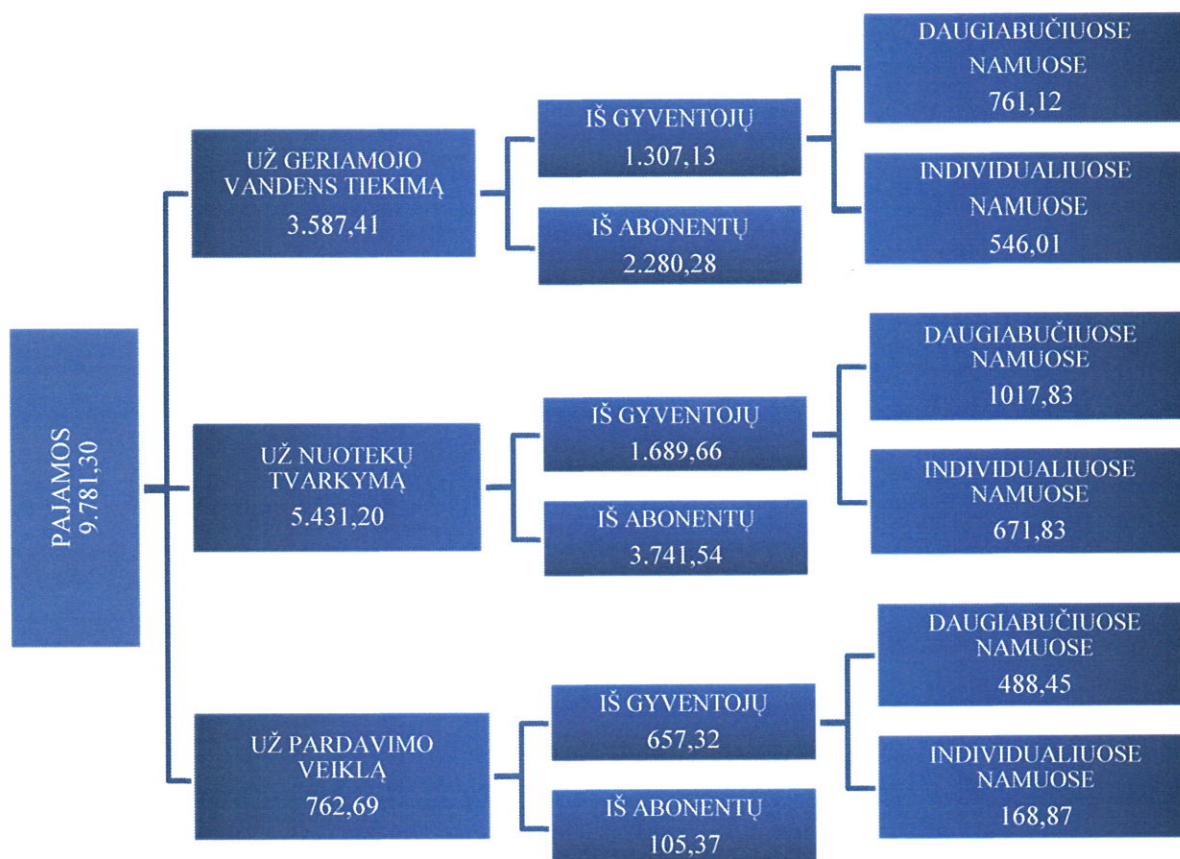 PAJAMOS
9.781,30
UŽ GERIAMOJO
VANDENS TIEKIMĄ
3.587,41
IŠ GYVENTOJŲ
1.307,13
DAUGIABUČIUOSE
NAMUOSE
761,12
INDIVIDUALIUOSE
NAMUOSE
546,01
IŠ ABONENTŲ
2.280,28
UŽ NUOTEKŲ
TVARKYMĄ
5.431,20
IŠ GYVENTOJŲ
1.689,66
DAUGIABUČIUOSE
NAMUOSE
1017,83
INDIVIDUALIUOSE
NAMUOSE
671,83
IŠ ABONENTŲ
3.741,54
UŽ PARDAVIMO
VEIKLĄ
762,69
IŠ GYVENTOJŲ
657,32
DAUGIABUČIUOSE
NAMUOSE
488,45
INDIVIDUALIUOSE
NAMUOSE
168,87
IŠ ABONENTŲ
105,37